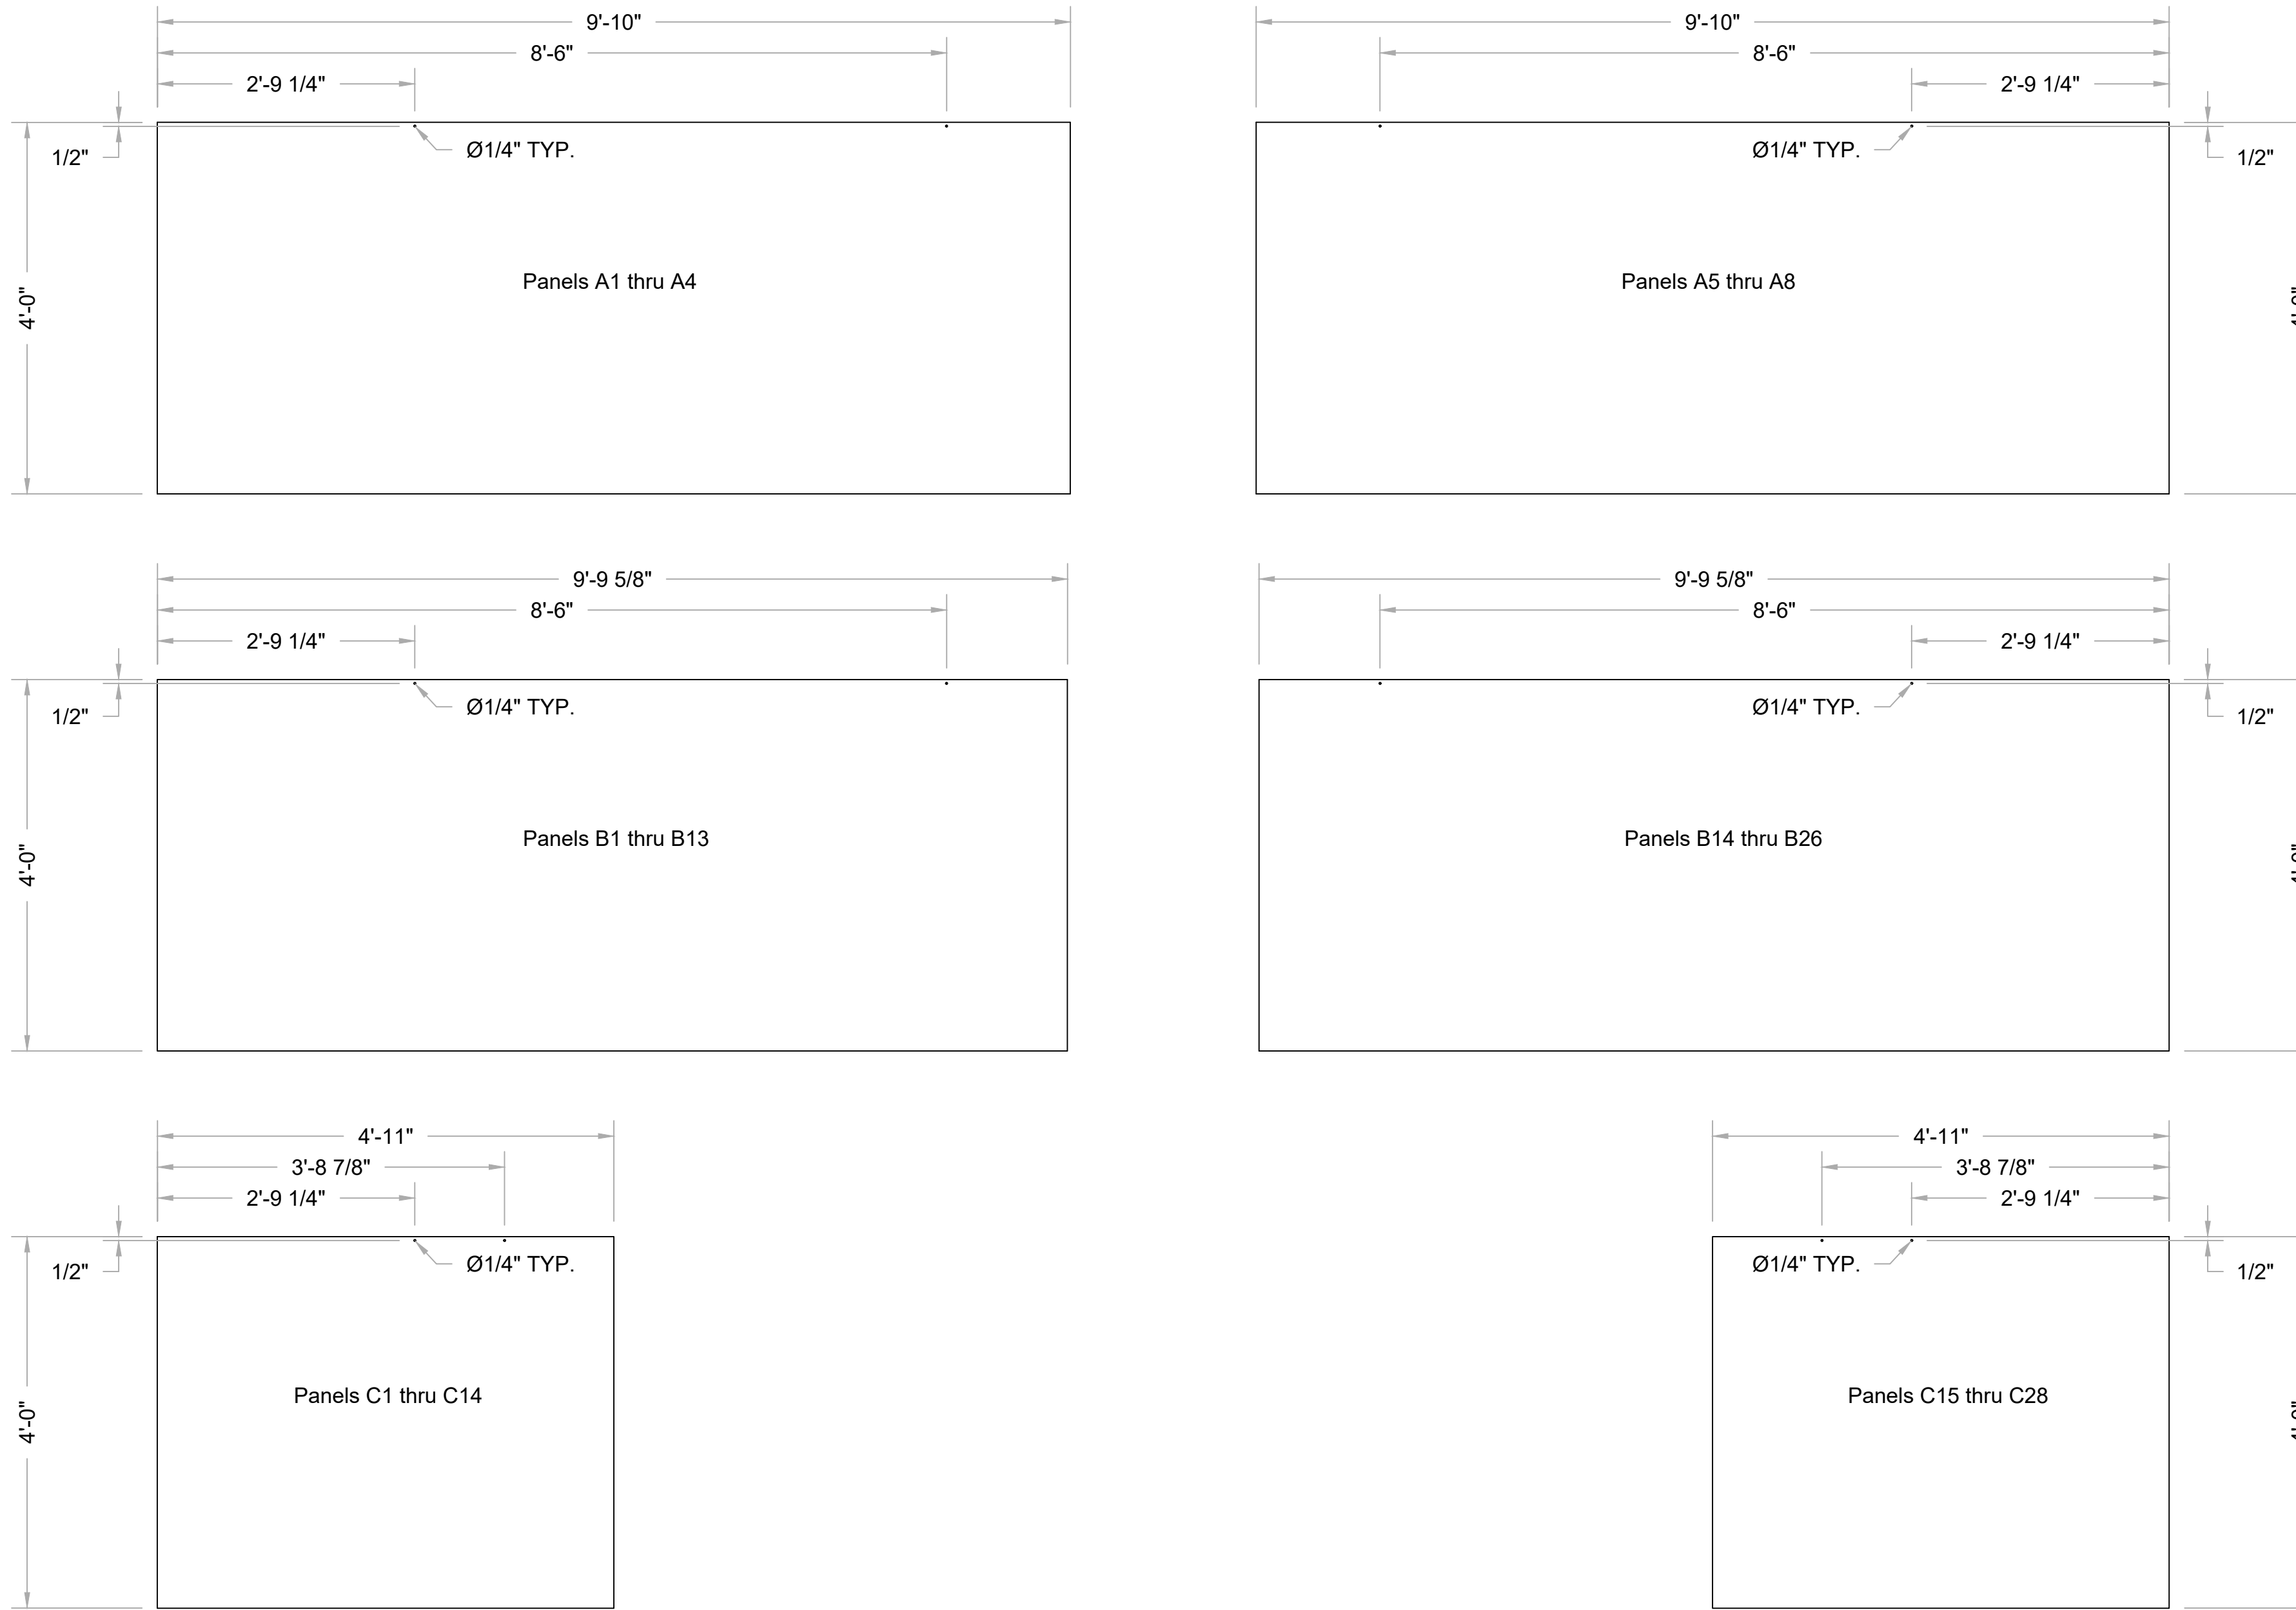 9'-10"
8'-6"
2'-9 1/4"
1/2"
Ø1/4" TYP.
Panels A1 thru A4
4'-0"
9'-10"
8'-6"
2'-9 1/4"
Ø1/4" TYP.
1/2"
Panels A5 thru A8
9'-9 5/8"
8'-6"
2'-9 1/4"
1/2"
Ø1/4" TYP.
Panels B1 thru B13
4'-0"
9'-9 5/8"
8'-6"
2'-9 1/4"
Ø1/4" TYP.
1/2"
Panels B14 thru B26
4'-11"
3'-8 7/8"
2'-9 1/4"
1/2"
Ø1/4" TYP.
Panels C1 thru C14
4'-0"
4'-11"
3'-8 7/8"
2'-9 1/4"
Ø1/4" TYP.
1/2"
Panels C15 thru C28